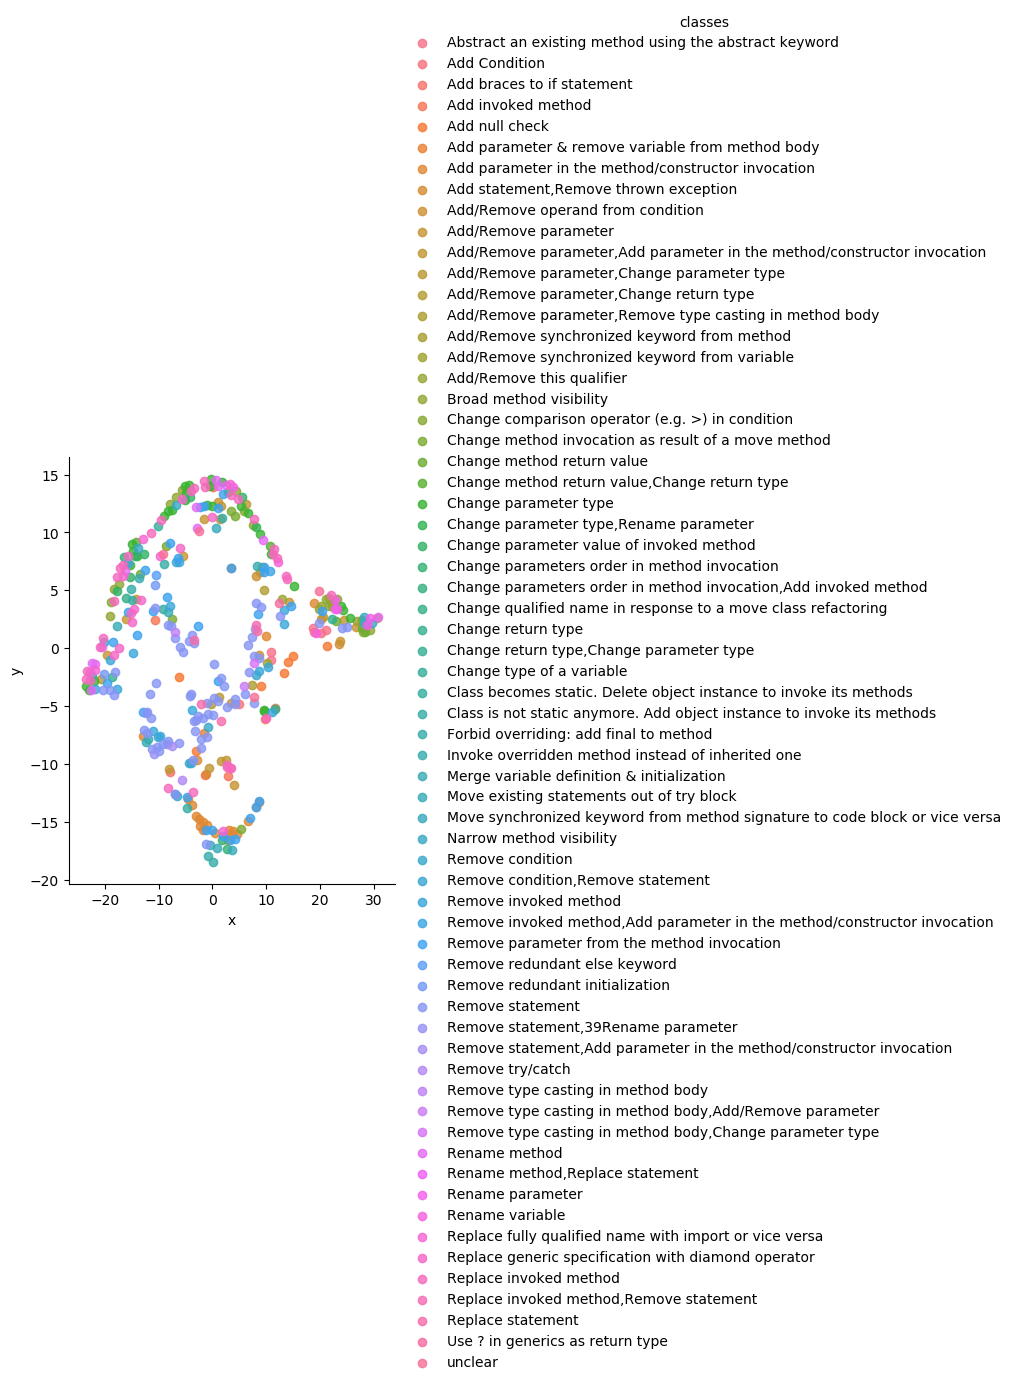 classes
Abstract an existing method using the abstract keyword
Add Condition
Add braces to if statement
Add invoked method
Add null check
Add parameter & remove variable from method body
Add parameter in the method/constructor invocation
Add statement,Remove thrown exception
Add/Remove operand from condition
Add/Remove parameter
Add/Remove parameter,Add parameter in the method/constructor invocation
Add/Remove parameter,Change parameter type
Add/Remove parameter,Change return type
Add/Remove parameter,Remove type casting in method body
Add/Remove synchronized keyword from method
Add/Remove synchronized keyword from variable
Add/Remove this qualifier
Broad method visibility
Change comparison operator (e.g. >) in condition
Change method invocation as result of a move method
Change method return value
Change method return value,Change return type
Change parameter type
Change parameter type,Rename parameter
Change parameter value of invoked method
Change parameters order in method invocation
Change parameters order in method invocation,Add invoked method
Change qualified name in response to a move class refactoring
Change return type
Change return type,Change parameter type
Change type of a variable
Class becomes static. Delete object instance to invoke its methods
Class is not static anymore. Add object instance to invoke its methods
Forbid overriding: add final to method
Invoke overridden method instead of inherited one
Merge variable definition & initialization
Move existing statements out of try block
Move synchronized keyword from method signature to code block or vice versa
Narrow method visibility
Remove condition
Remove condition,Remove statement
Remove invoked method
Remove invoked method,Add parameter in the method/constructor invocation
Remove parameter from the method invocation
Remove redundant else keyword
Remove redundant initialization
Remove statement
Remove statement,39Rename parameter
Remove statement,Add parameter in the method/constructor invocation
Remove try/catch
Remove type casting in method body
Remove type casting in method body,Add/Remove parameter
Remove type casting in method body,Change parameter type
Rename method
Rename method,Replace statement
Rename parameter
Rename variable
Replace fully qualified name with import or vice versa
Replace generic specification with diamond operator
Replace invoked method
Replace invoked method,Remove statement
Replace statement
Use ? in generics as return type
unclear
15
10
5
0
−5
−10
−15
−20
y
−20 −10 0 10 20 30
x